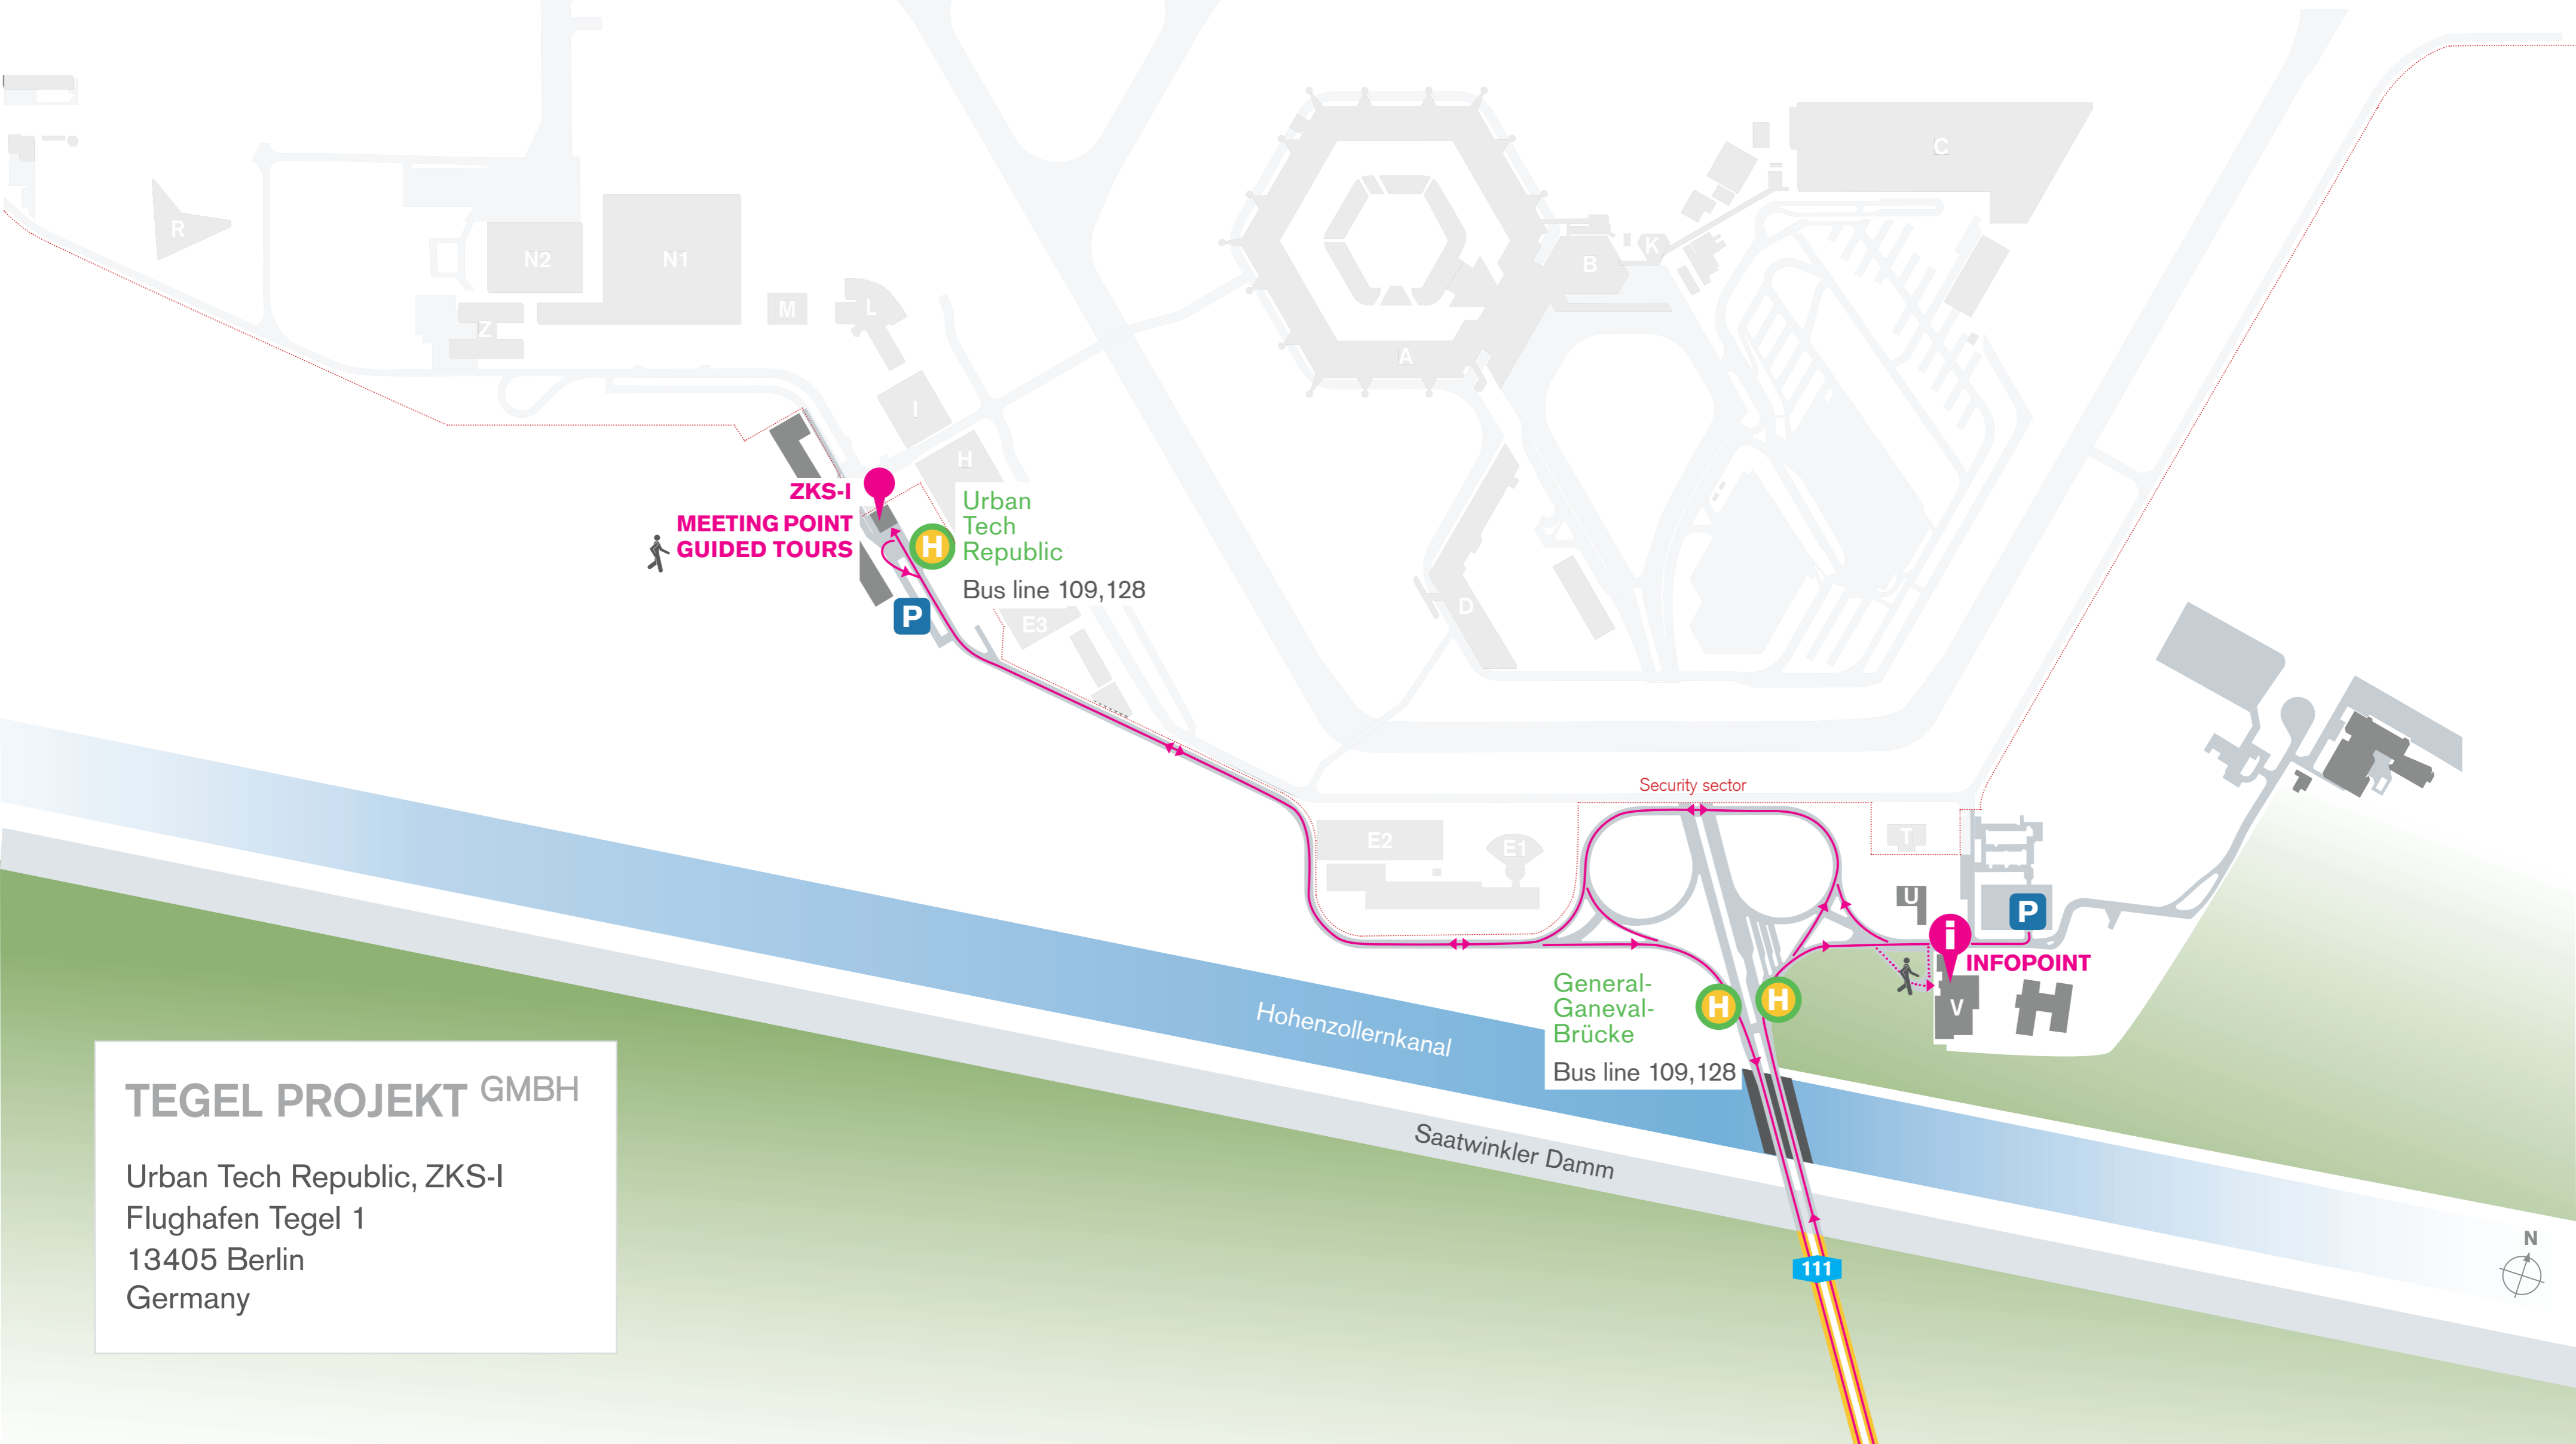 R
N2
N1
Z
M
L
I
H
A
B
K
C
D
E3
ZKS-I
MEETING POINT
GUIDED TOURS
H
Urban
Tech
Republic
Bus line 109,128
P
Security sector
E2
E1
T
U
P
i
INFOPOINT
V
General-
Ganeval-
Brücke
Bus line 109,128
H
H
Hohenzollernkanal
Saatwinkler Damm
111
N
TEGEL PROJEKT GMBH
Urban Tech Republic, ZKS-I
Flughafen Tegel 1
13405 Berlin
Germany